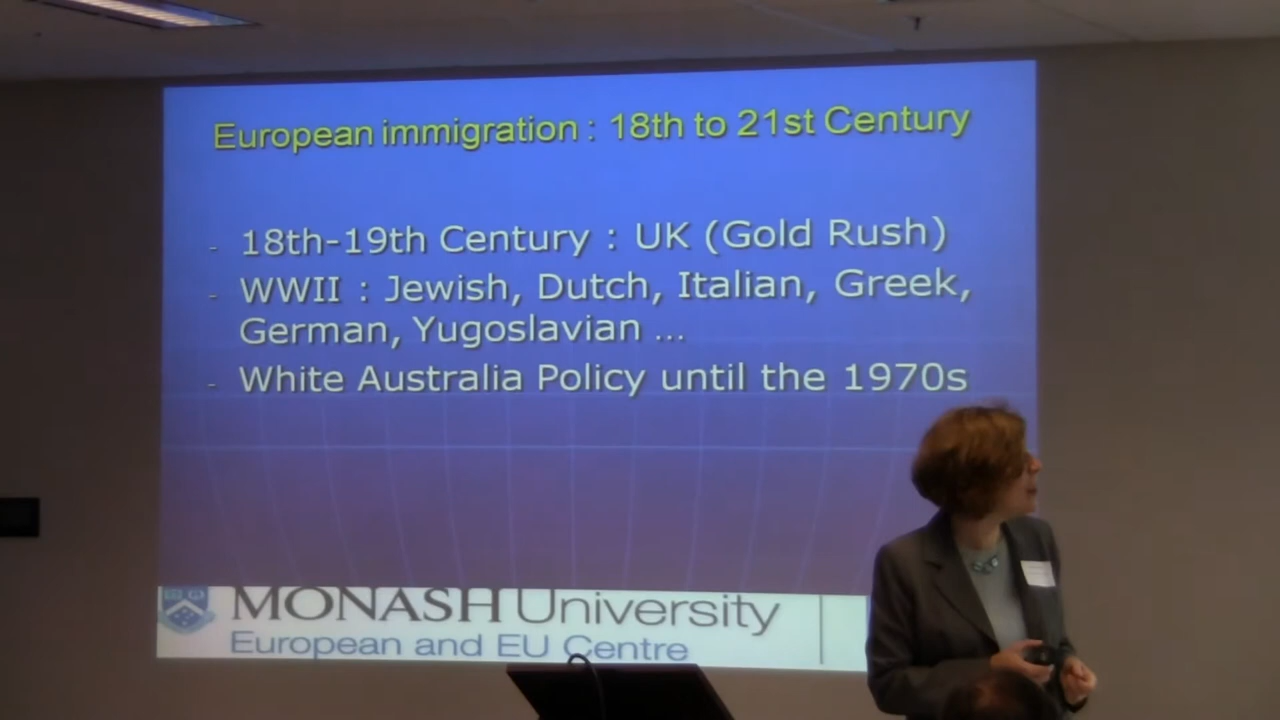 European immigration : 18th to 21st Century
- 18th-19th Century : UK (Gold Rush)
- WWII : Jewish, Dutch, Italian, Greek,
German, Yugoslavian ...
- White Australia Policy until the 1970s
MONASH University
European and EU Centre